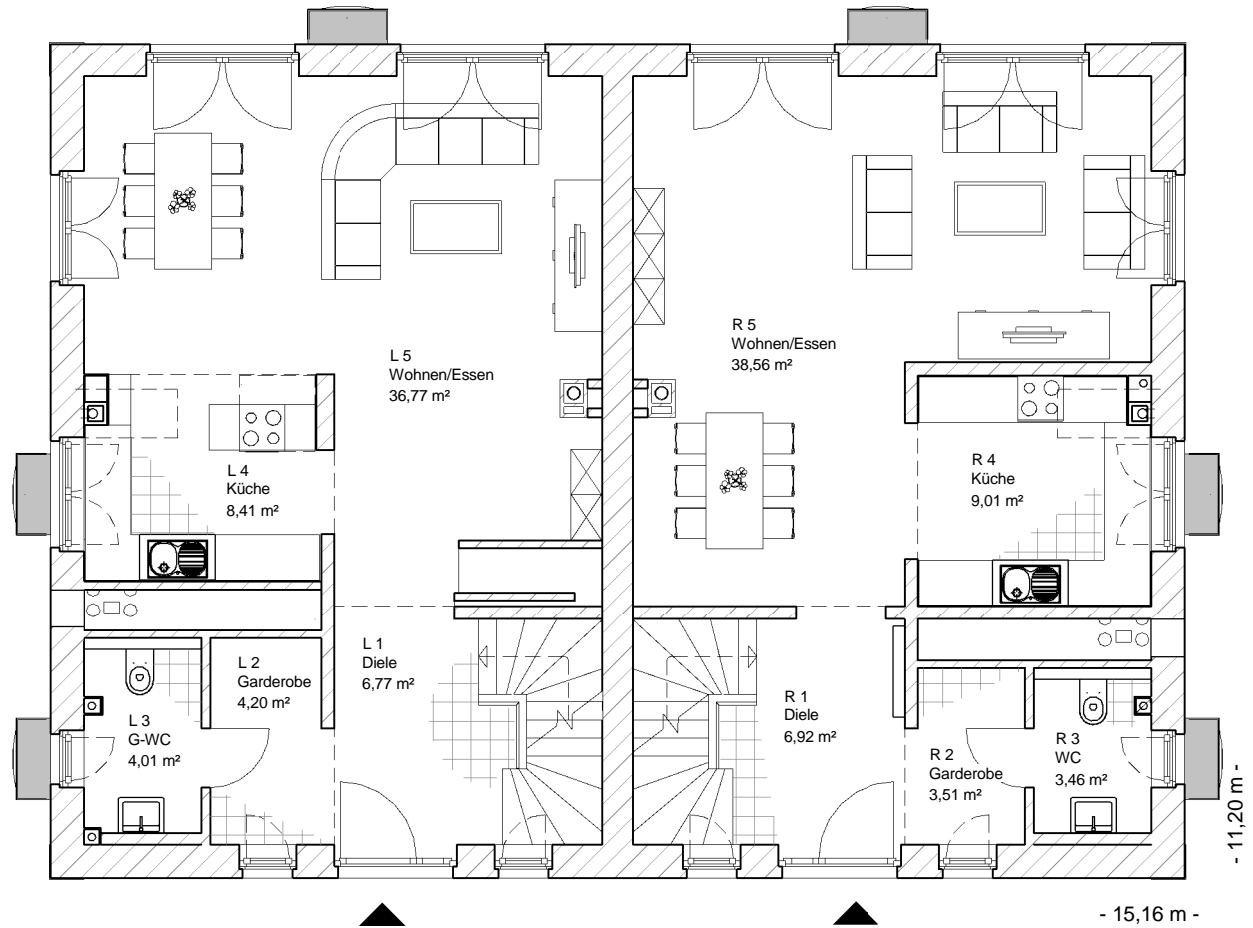 L 5
Wohnen/Essen
36,77 m²
R 5
Wohnen/Essen
38,56 m²
L 4
Küche
8,41 m²
R 4
Küche
9,01 m²
L 1
Diele
6,77 m²
L 2
Garderobe
4,20 m²
L 3
G-WC
4,01 m²
R 1
Diele
6,92 m²
R 2
Garderobe
3,51 m²
R 3
WC
3,46 m²
- 11,20 m -
- 15,16 m -